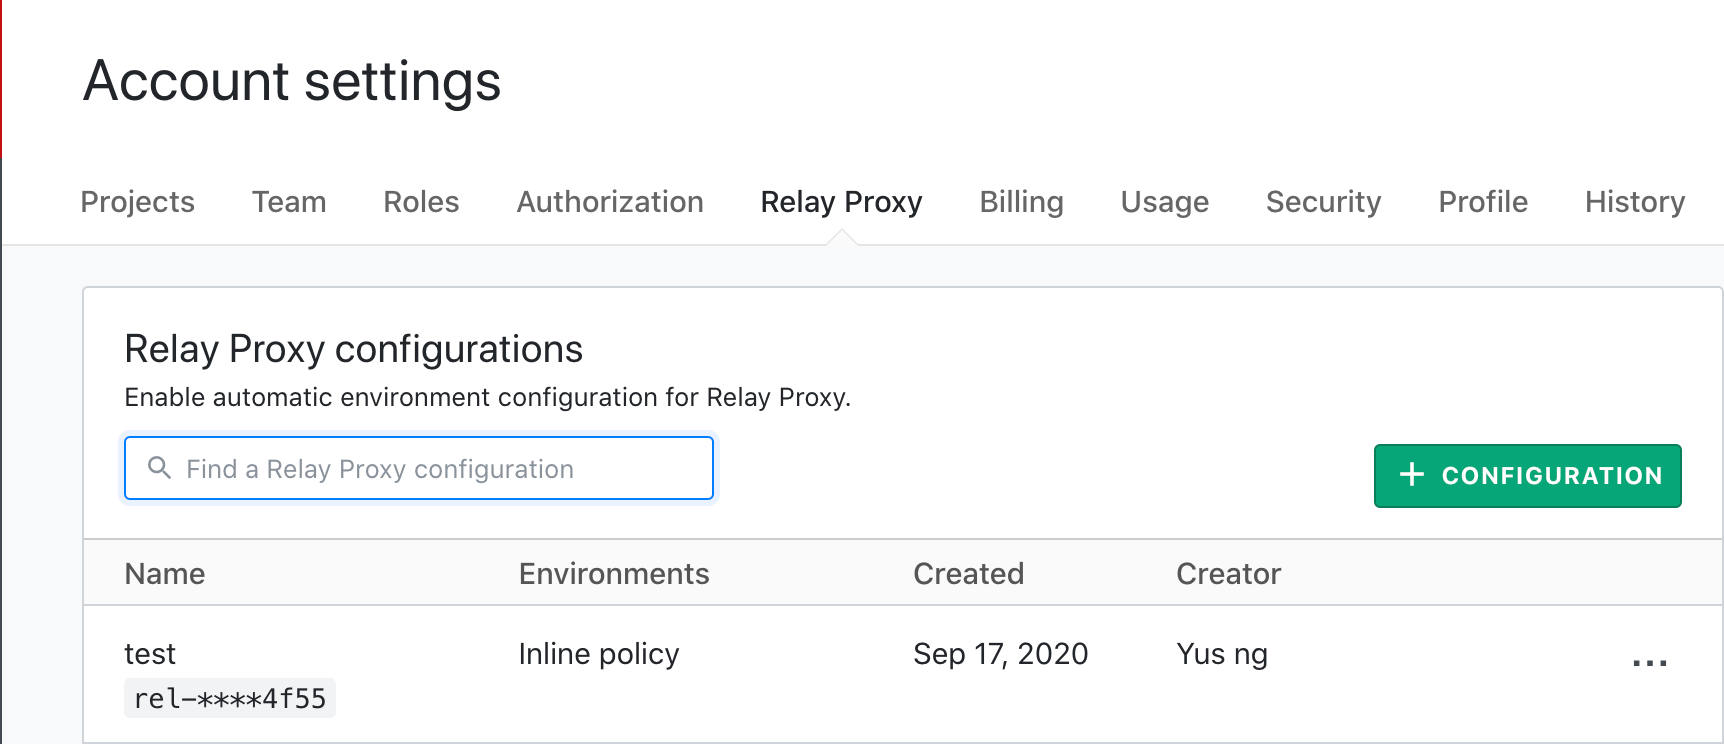 Account settings
Projects Team Roles Authorization Relay Proxy Billing Usage Security Profile History
Relay Proxy configurations
Enable automatic environment configuration for Relay Proxy.
Find a Relay Proxy configuration
+ CONFIGURATION
Name Environments Created Creator
test Inline policy Sep 17, 2020 Yus ng ...
rel-****4f55